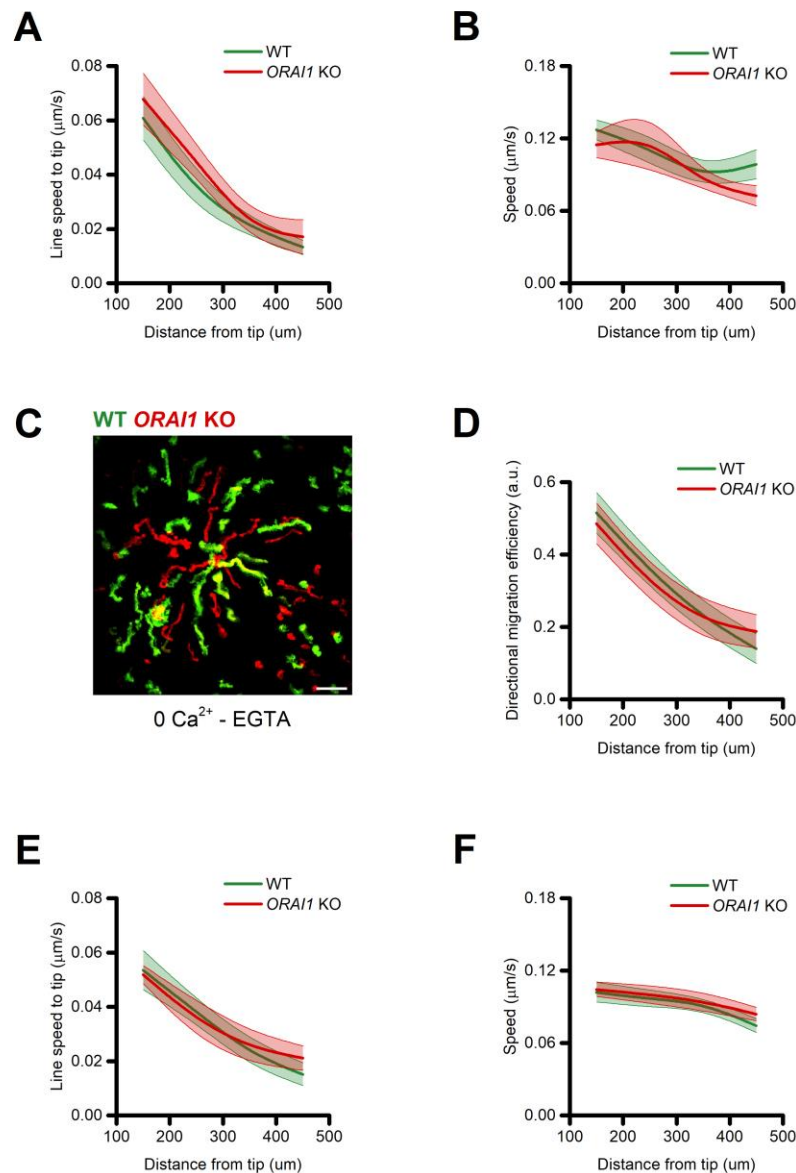 A
WT
ORAI1 KO
0.08
0.06
0.04
0.02
0.00
Line speed to tip (μm/s)
100 200 300 400 500
Distance from tip (um)
B
WT
ORAI1 KO
0.18
0.12
0.06
0.00
Speed (μm/s)
100 200 300 400 500
Distance from tip (um)
C
WT ORAI1 KO
0 Ca²⁺ - EGTA
D
WT
ORAI1 KO
0.6
0.4
0.2
0.0
Directional migration efficiency (a.u.)
100 200 300 400 500
Distance from tip (um)
E
WT
ORAI1 KO
0.08
0.06
0.04
0.02
0.00
Line speed to tip (μm/s)
100 200 300 400 500
Distance from tip (um)
F
WT
ORAI1 KO
0.18
0.12
0.06
0.00
Speed (μm/s)
100 200 300 400 500
Distance from tip (um)